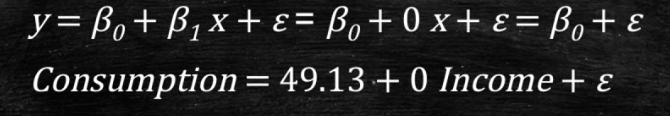 y = β₀ + β₁ x + ε = β₀ + 0 x + ε = β₀ + ε
Consumption = 49.13 + 0 Income + ε